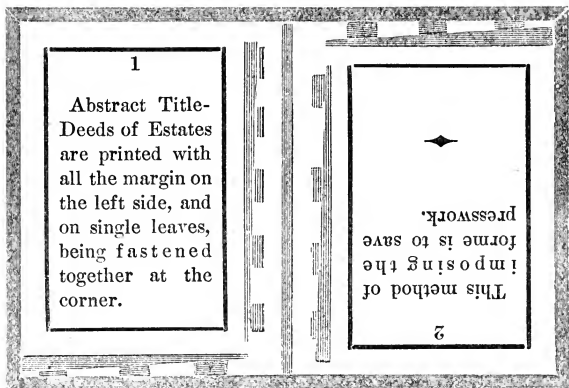 1
Abstract Title-
Deeds of Estates
are printed with
all the margin on
the left side, and
on single leaves,
being fastened
together at the
corner.
2
This method of
imposing the
forme is to save
presswork.